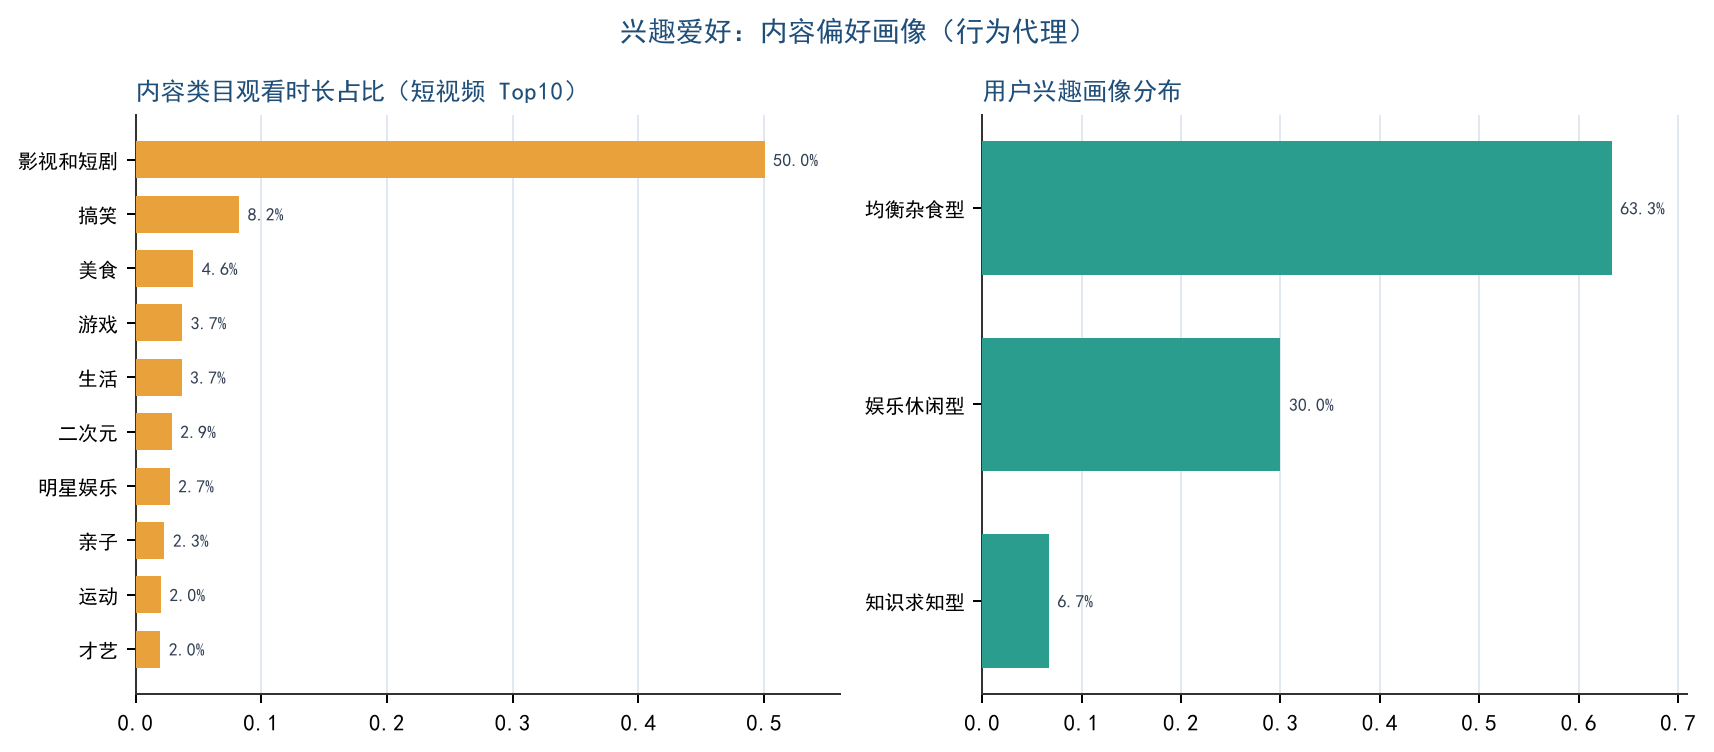 兴趣爱好：内容偏好画像（行为代理）
内容类目观看时长占比（短视频 Top10）
影视和短剧 50.0%
搞笑 8.2%
美食 4.6%
游戏 3.7%
生活 3.7%
二次元 2.9%
明星娱乐 2.7%
亲子 2.3%
运动 2.0%
才艺 2.0%
0.0 0.1 0.2 0.3 0.4 0.5
用户兴趣画像分布
均衡杂食型 63.3%
娱乐休闲型 30.0%
知识求知型 6.7%
0.0 0.1 0.2 0.3 0.4 0.5 0.6 0.7